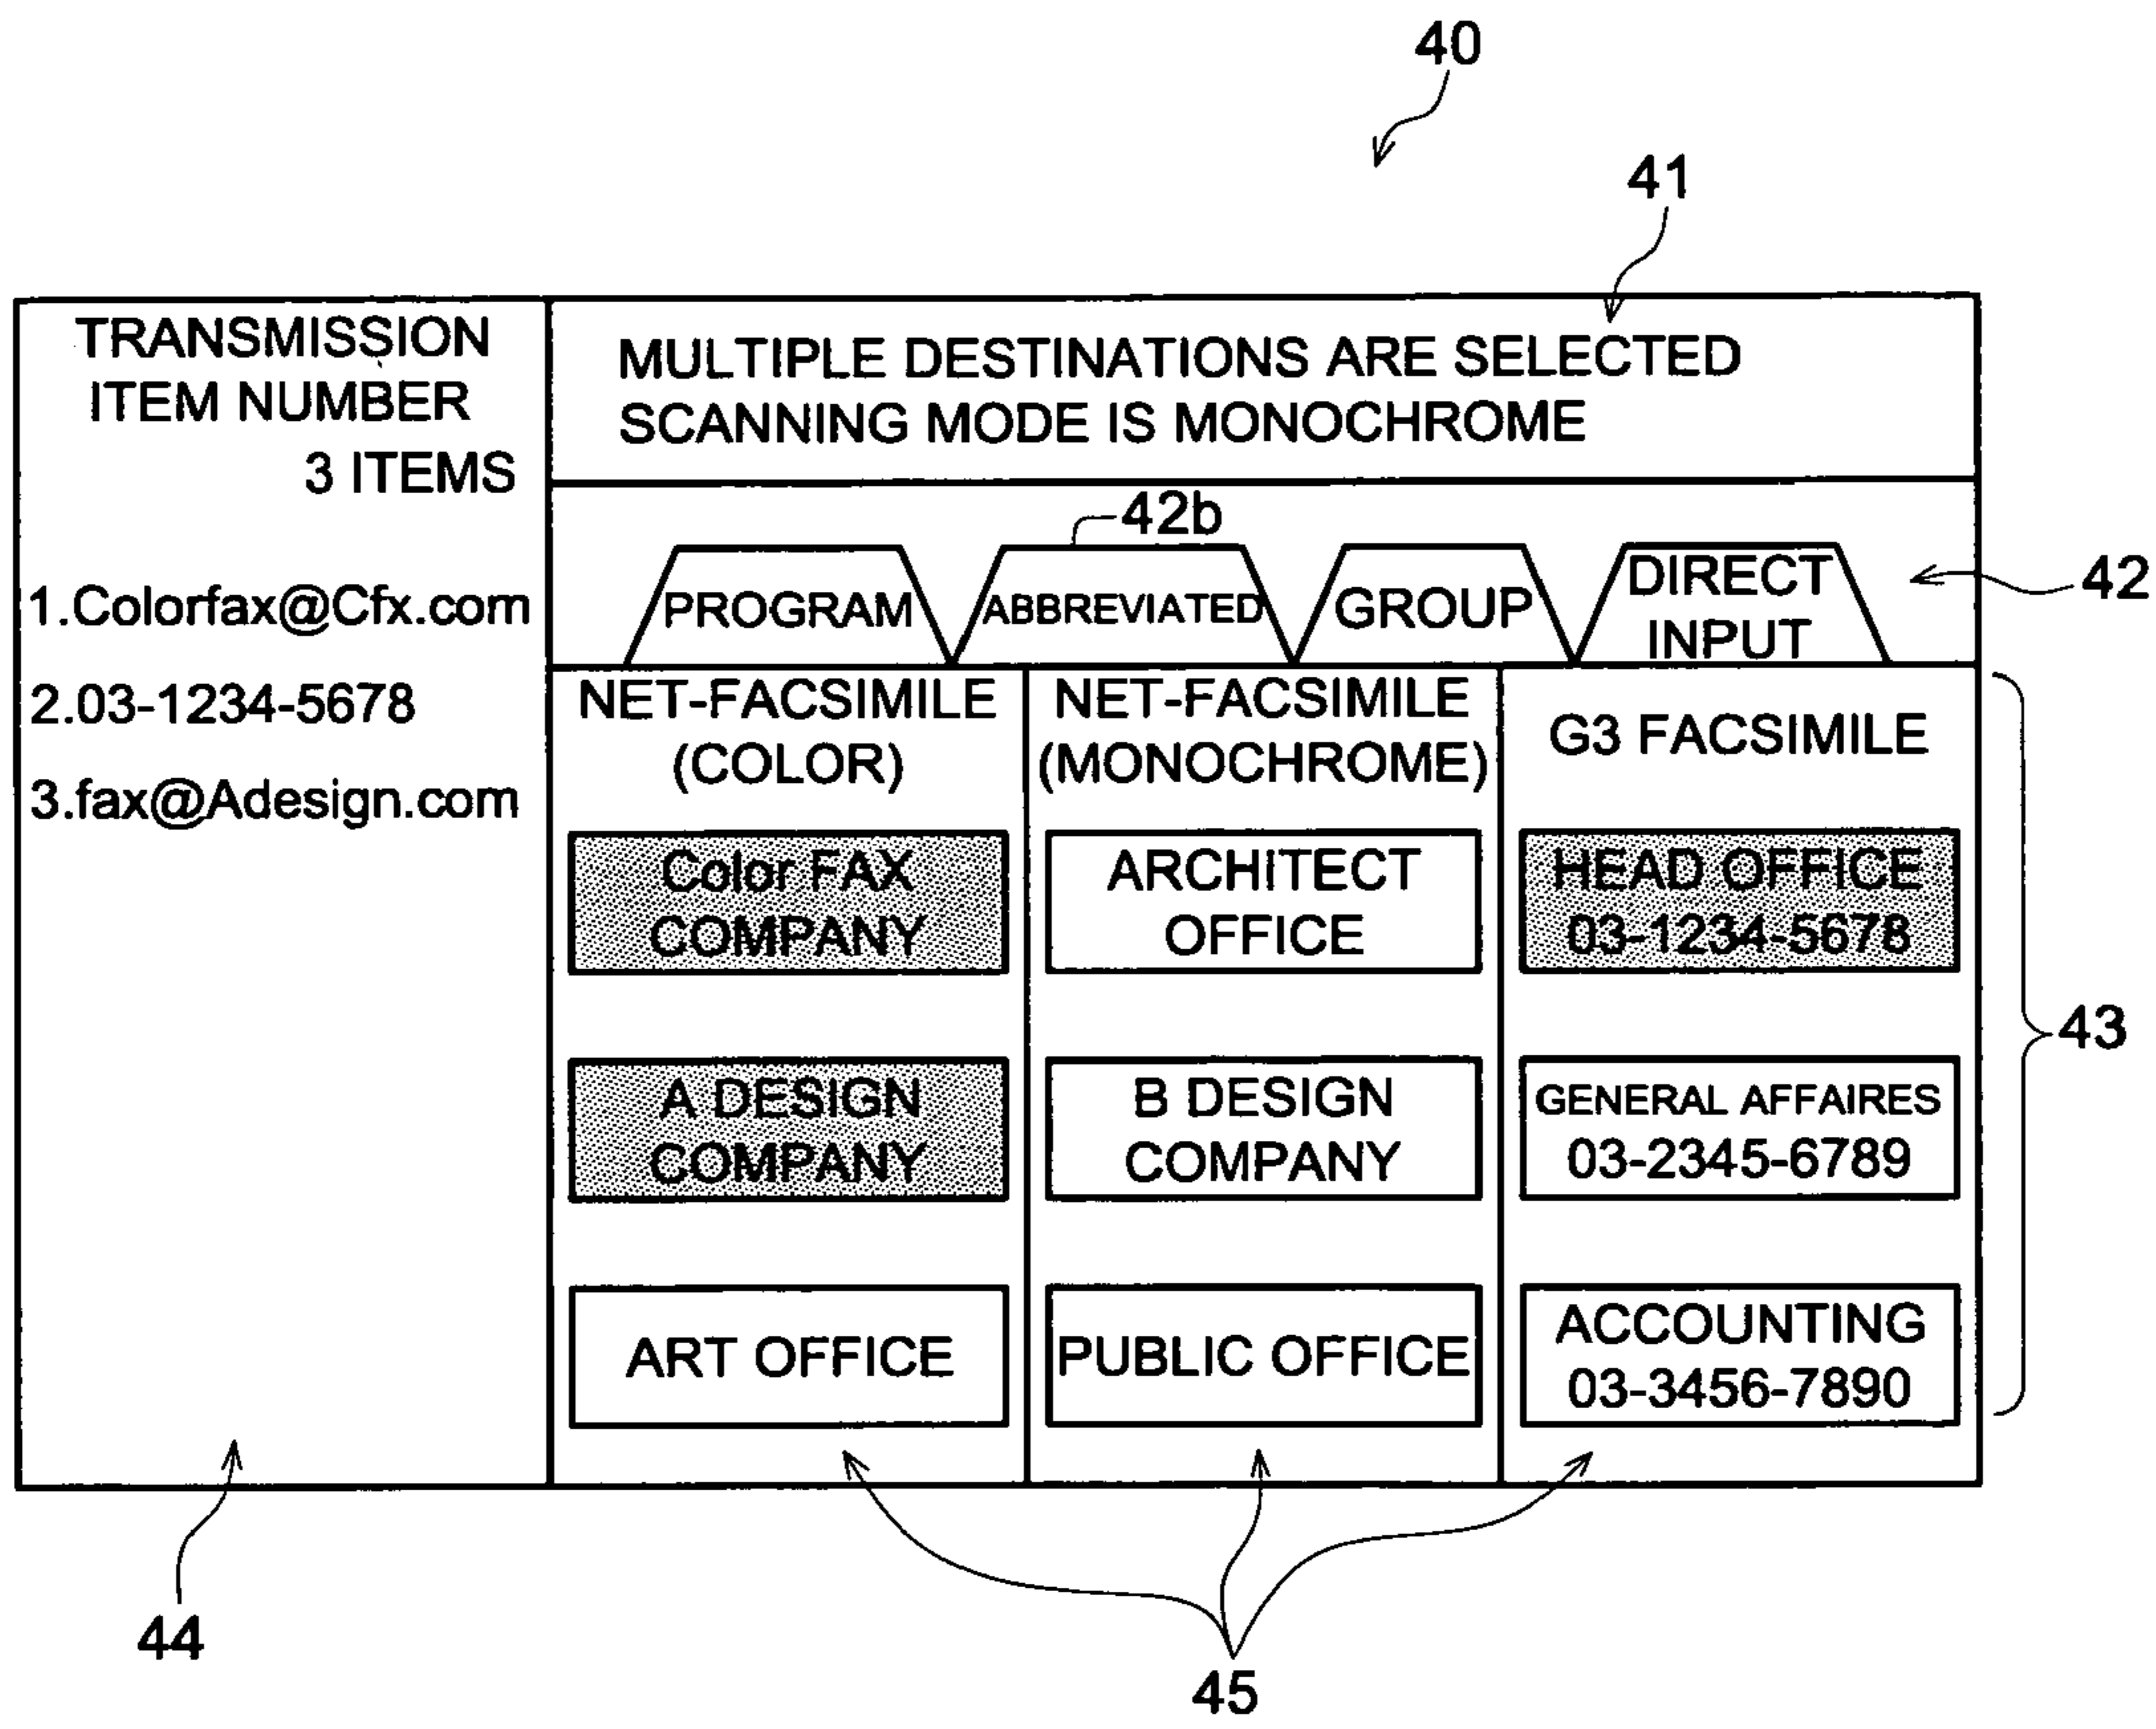 40
41
TRANSMISSION
ITEM NUMBER
3 ITEMS
1.Colorfax@Cfx.com
2.03-1234-5678
3.fax@Adesign.com
MULTIPLE DESTINATIONS ARE SELECTED
SCANNING MODE IS MONOCHROME
42b
PROGRAM
ABBREVIATED
GROUP
DIRECT
INPUT
42
NET-FACSIMILE
(COLOR)
Color FAX
COMPANY
A DESIGN
COMPANY
ART OFFICE
NET-FACSIMILE
(MONOCHROME)
ARCHITECT
OFFICE
B DESIGN
COMPANY
PUBLIC OFFICE
G3 FACSIMILE
HEAD OFFICE
03-1234-5678
GENERAL AFFAIRES
03-2345-6789
ACCOUNTING
03-3456-7890
43
44
45